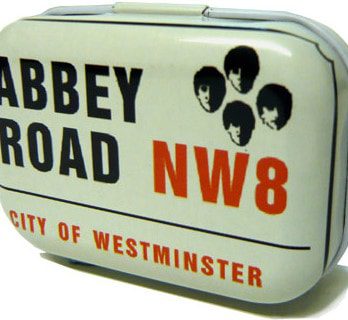 ABBEY
ROAD NW8
CITY OF WESTMINSTER